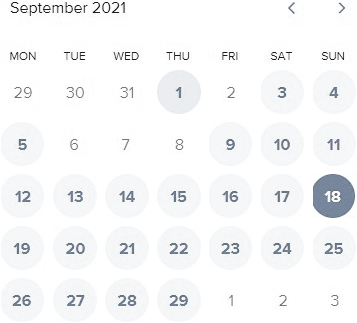 September 2021
MON TUE WED THU FRI SAT SUN
29 30 31 1 2 3 4
5 6 7 8 9 10 11
12 13 14 15 16 17 18
19 20 21 22 23 24 25
26 27 28 29 1 2 3